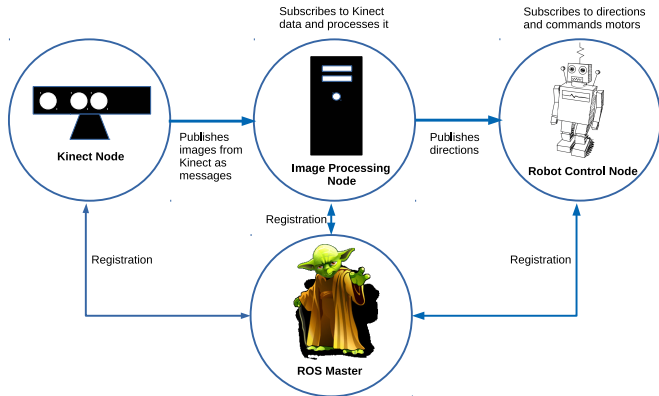 Subscribes to Kinect
data and processes it
Subscribes to directions
and commands motors
Kinect Node
Publishes
images from
Kinect as
messages
Image Processing
Node
Publishes
directions
Robot Control Node
Registration
Registration
Registration
ROS Master